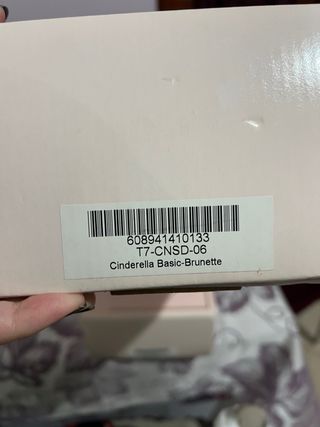 608941410133
T7-CNSD-06
Cinderella Basic-Brunette